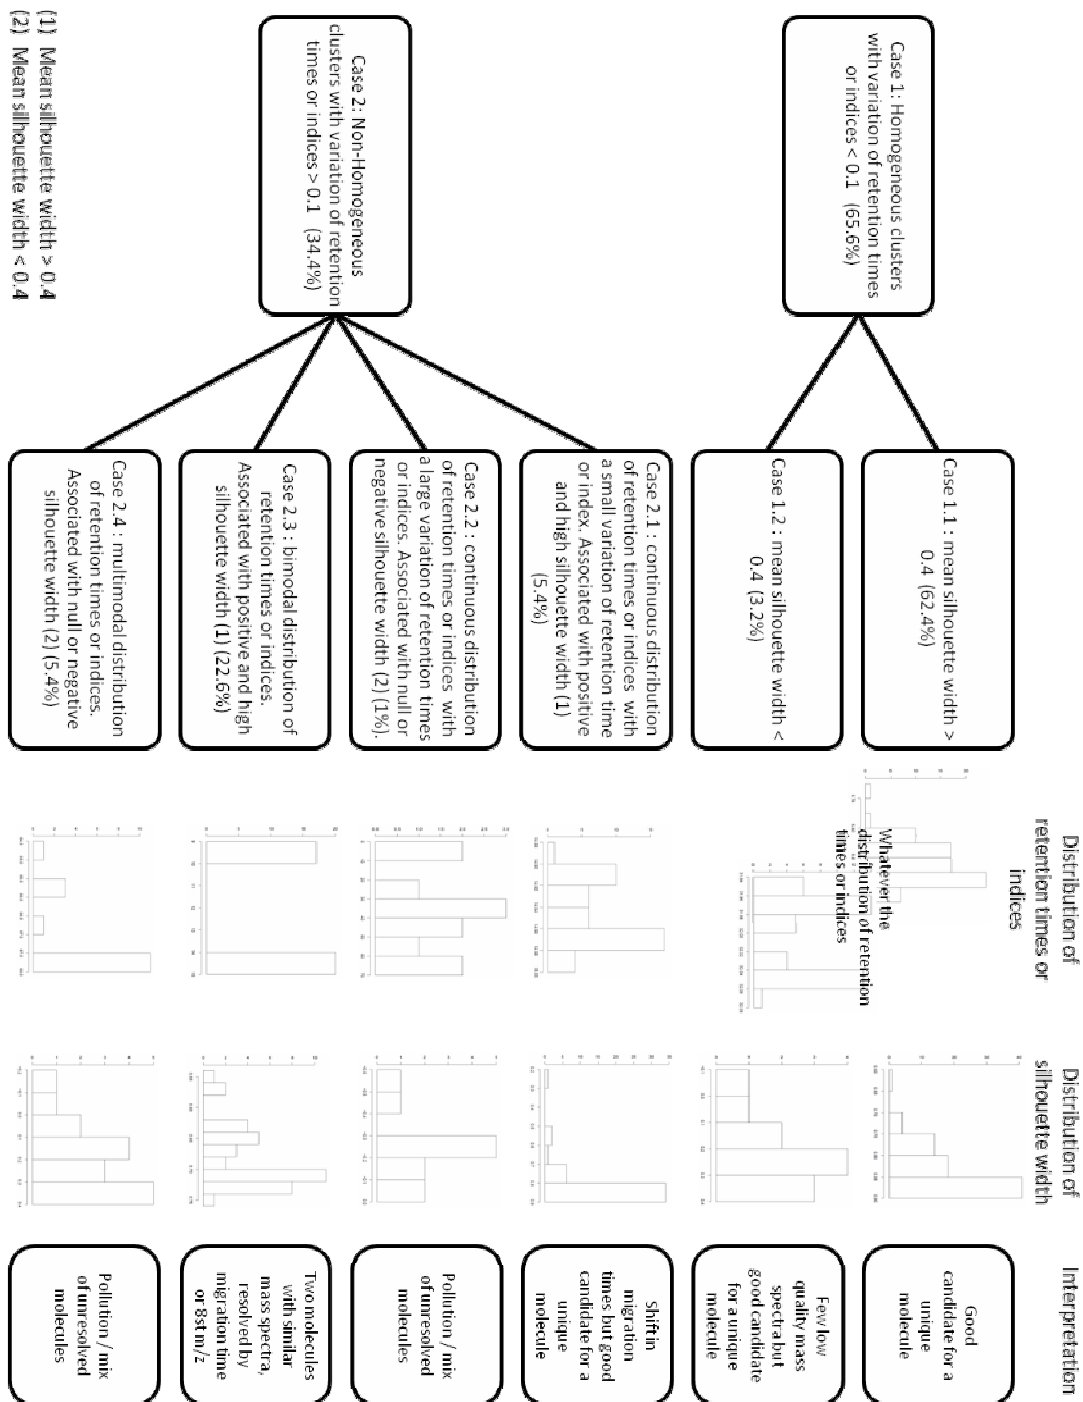 Distribution of
retention times or
indices
Distribution of
silhouette width
Interpretation
Case 1: Homogeneous clusters
with variation of retention times
or indices < 0.1 (65.6%)
Case 1.1 : mean silhouette width >
0.4 (62.4%)
Good
candidate for a
unique
molecule
Case 1.2 : mean silhouette width <
0.4 (3.2%)
Whatever the
distribution of retention
times or indices
Few low
quality mass
spectra but
good candidate
for a unique
molecule
Case 2 : Non-Homogeneous
clusters with variation of retention
times or indices > 0.1 (34.4%)
Case 2.1 : continuous distribution
of retention times or indices with
a small variation of retention time
or index. Associated with positive
and high silhouette width (1)
(5.4%)
Shift in
migration
times but good
candidate for a
unique
molecule
Case 2.2 : continuous distribution
of retention times or indices with
a large variation of retention times
or indices. Associated with null or
negative silhouette width (2) (1%).
Pollution / mix
of unresolved
molecules
Case 2.3 : bimodal distribution of
retention times or indices.
Associated with positive and high
silhouette width (1) (22.6%)
Two molecules
with similar
mass spectra,
resolved by
migration time
or 8st m/z
Case 2.4 : multimodal distribution
of retention times or indices.
Associated with null or negative
silhouette width (2) (5.4%)
Pollution / mix
of unresolved
molecules
(1) Mean silhouette width > 0.4
(2) Mean silhouette width < 0.4